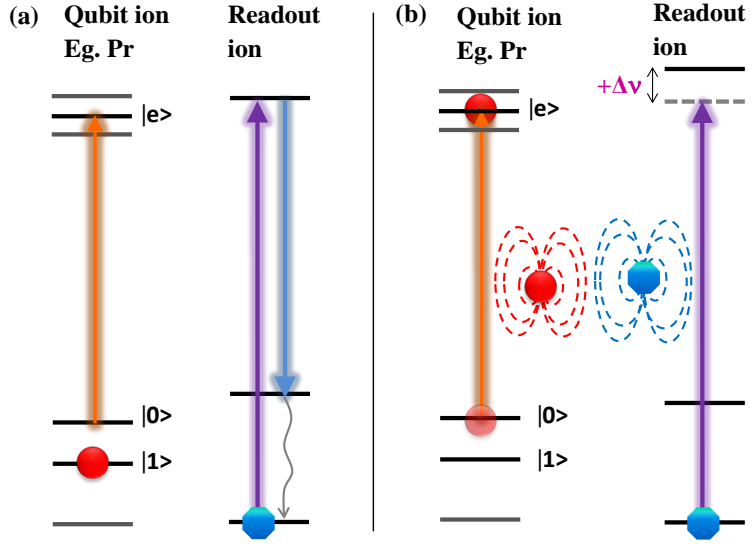 (a)
Qubit ion
Eg. Pr
Readout
ion
|e>
|0>
|1>
(b)
Qubit ion
Eg. Pr
Readout
ion
+Δν
|e>
|0>
|1>